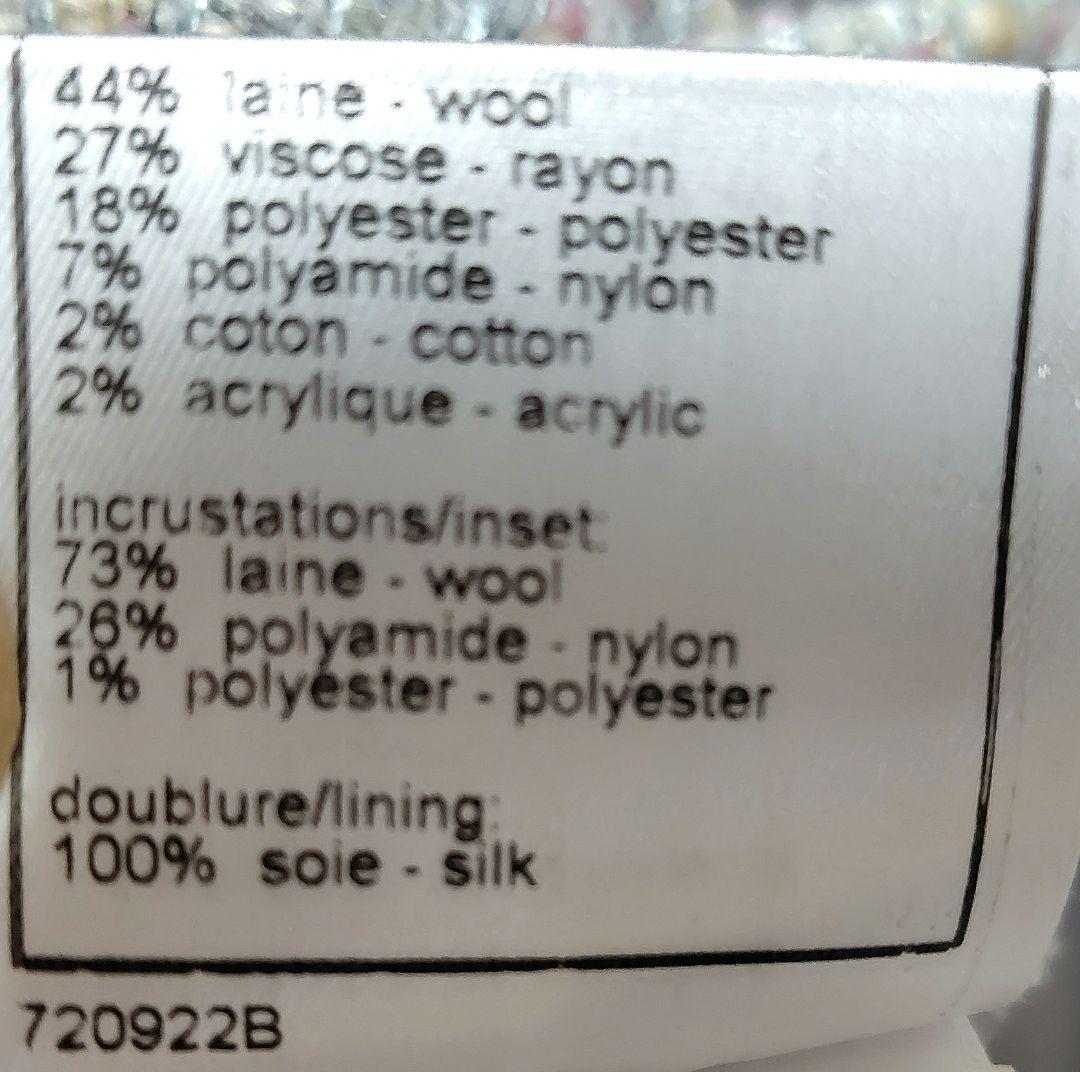 44% laine - wool
27% viscose - rayon
18% polyester - polyester
7% polyamide - nylon
2% coton - cotton
2% acrylique - acrylic
incrustations/inset:
73% laine - wool
26% polyamide - nylon
1% polyester - polyester
doublure/lining:
100% soie - silk
720922B